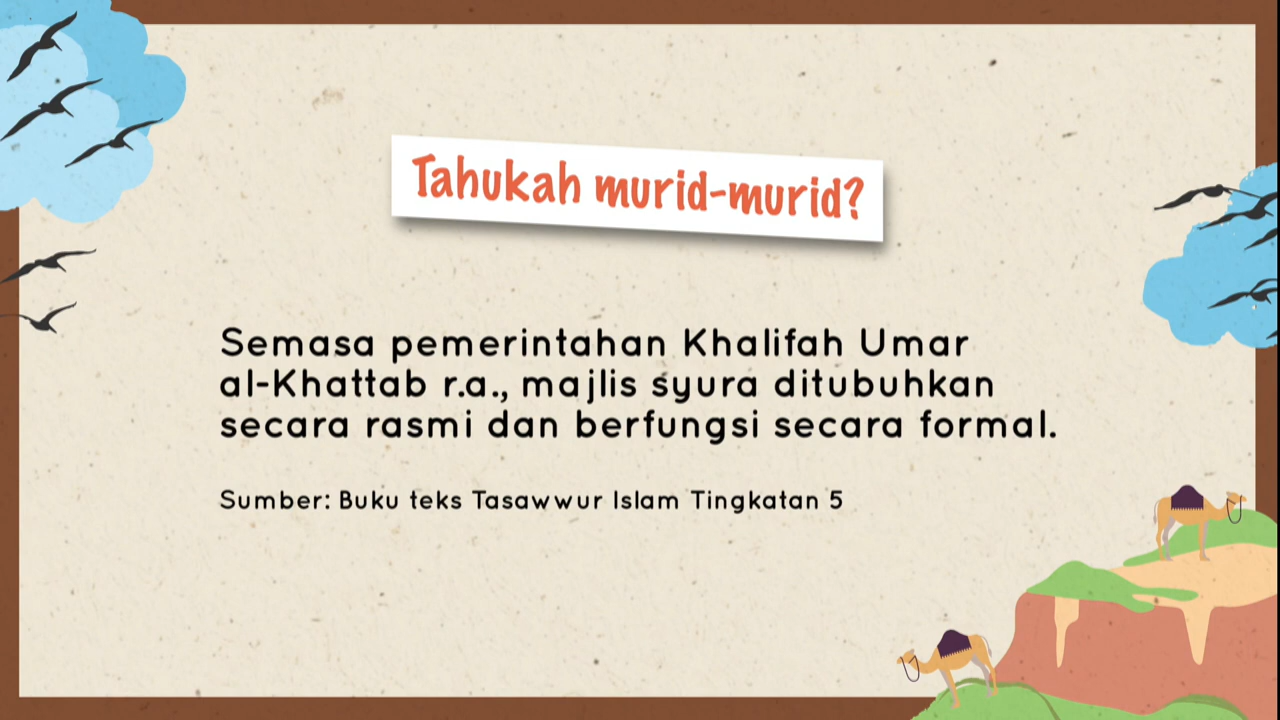 Tahukah murid-murid?
Semasa pemerintahan Khalifah Umar
al-Khattab r.a., majlis syura ditubuhkan
secara rasmi dan berfungsi secara formal.
Sumber: Buku teks Tasawwur Islam Tingkatan 5